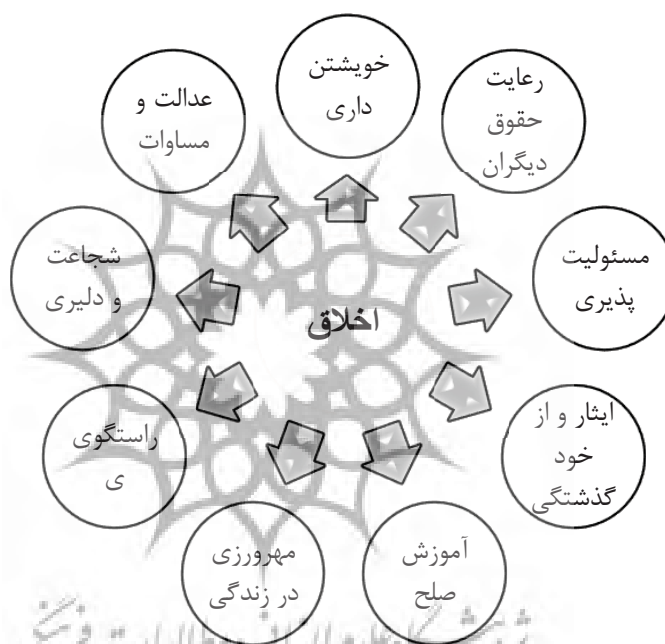 خویشتن
داری
رعایت
حقوق
دیگران
مسئولیت
پذیری
ایثار و از
خود
گذشتگی
آموزش
صلح
مهرورزی
در زندگی
راستگوی
ی
شجاعت
و دلیری
عدالت و
مساوات
اخلاق